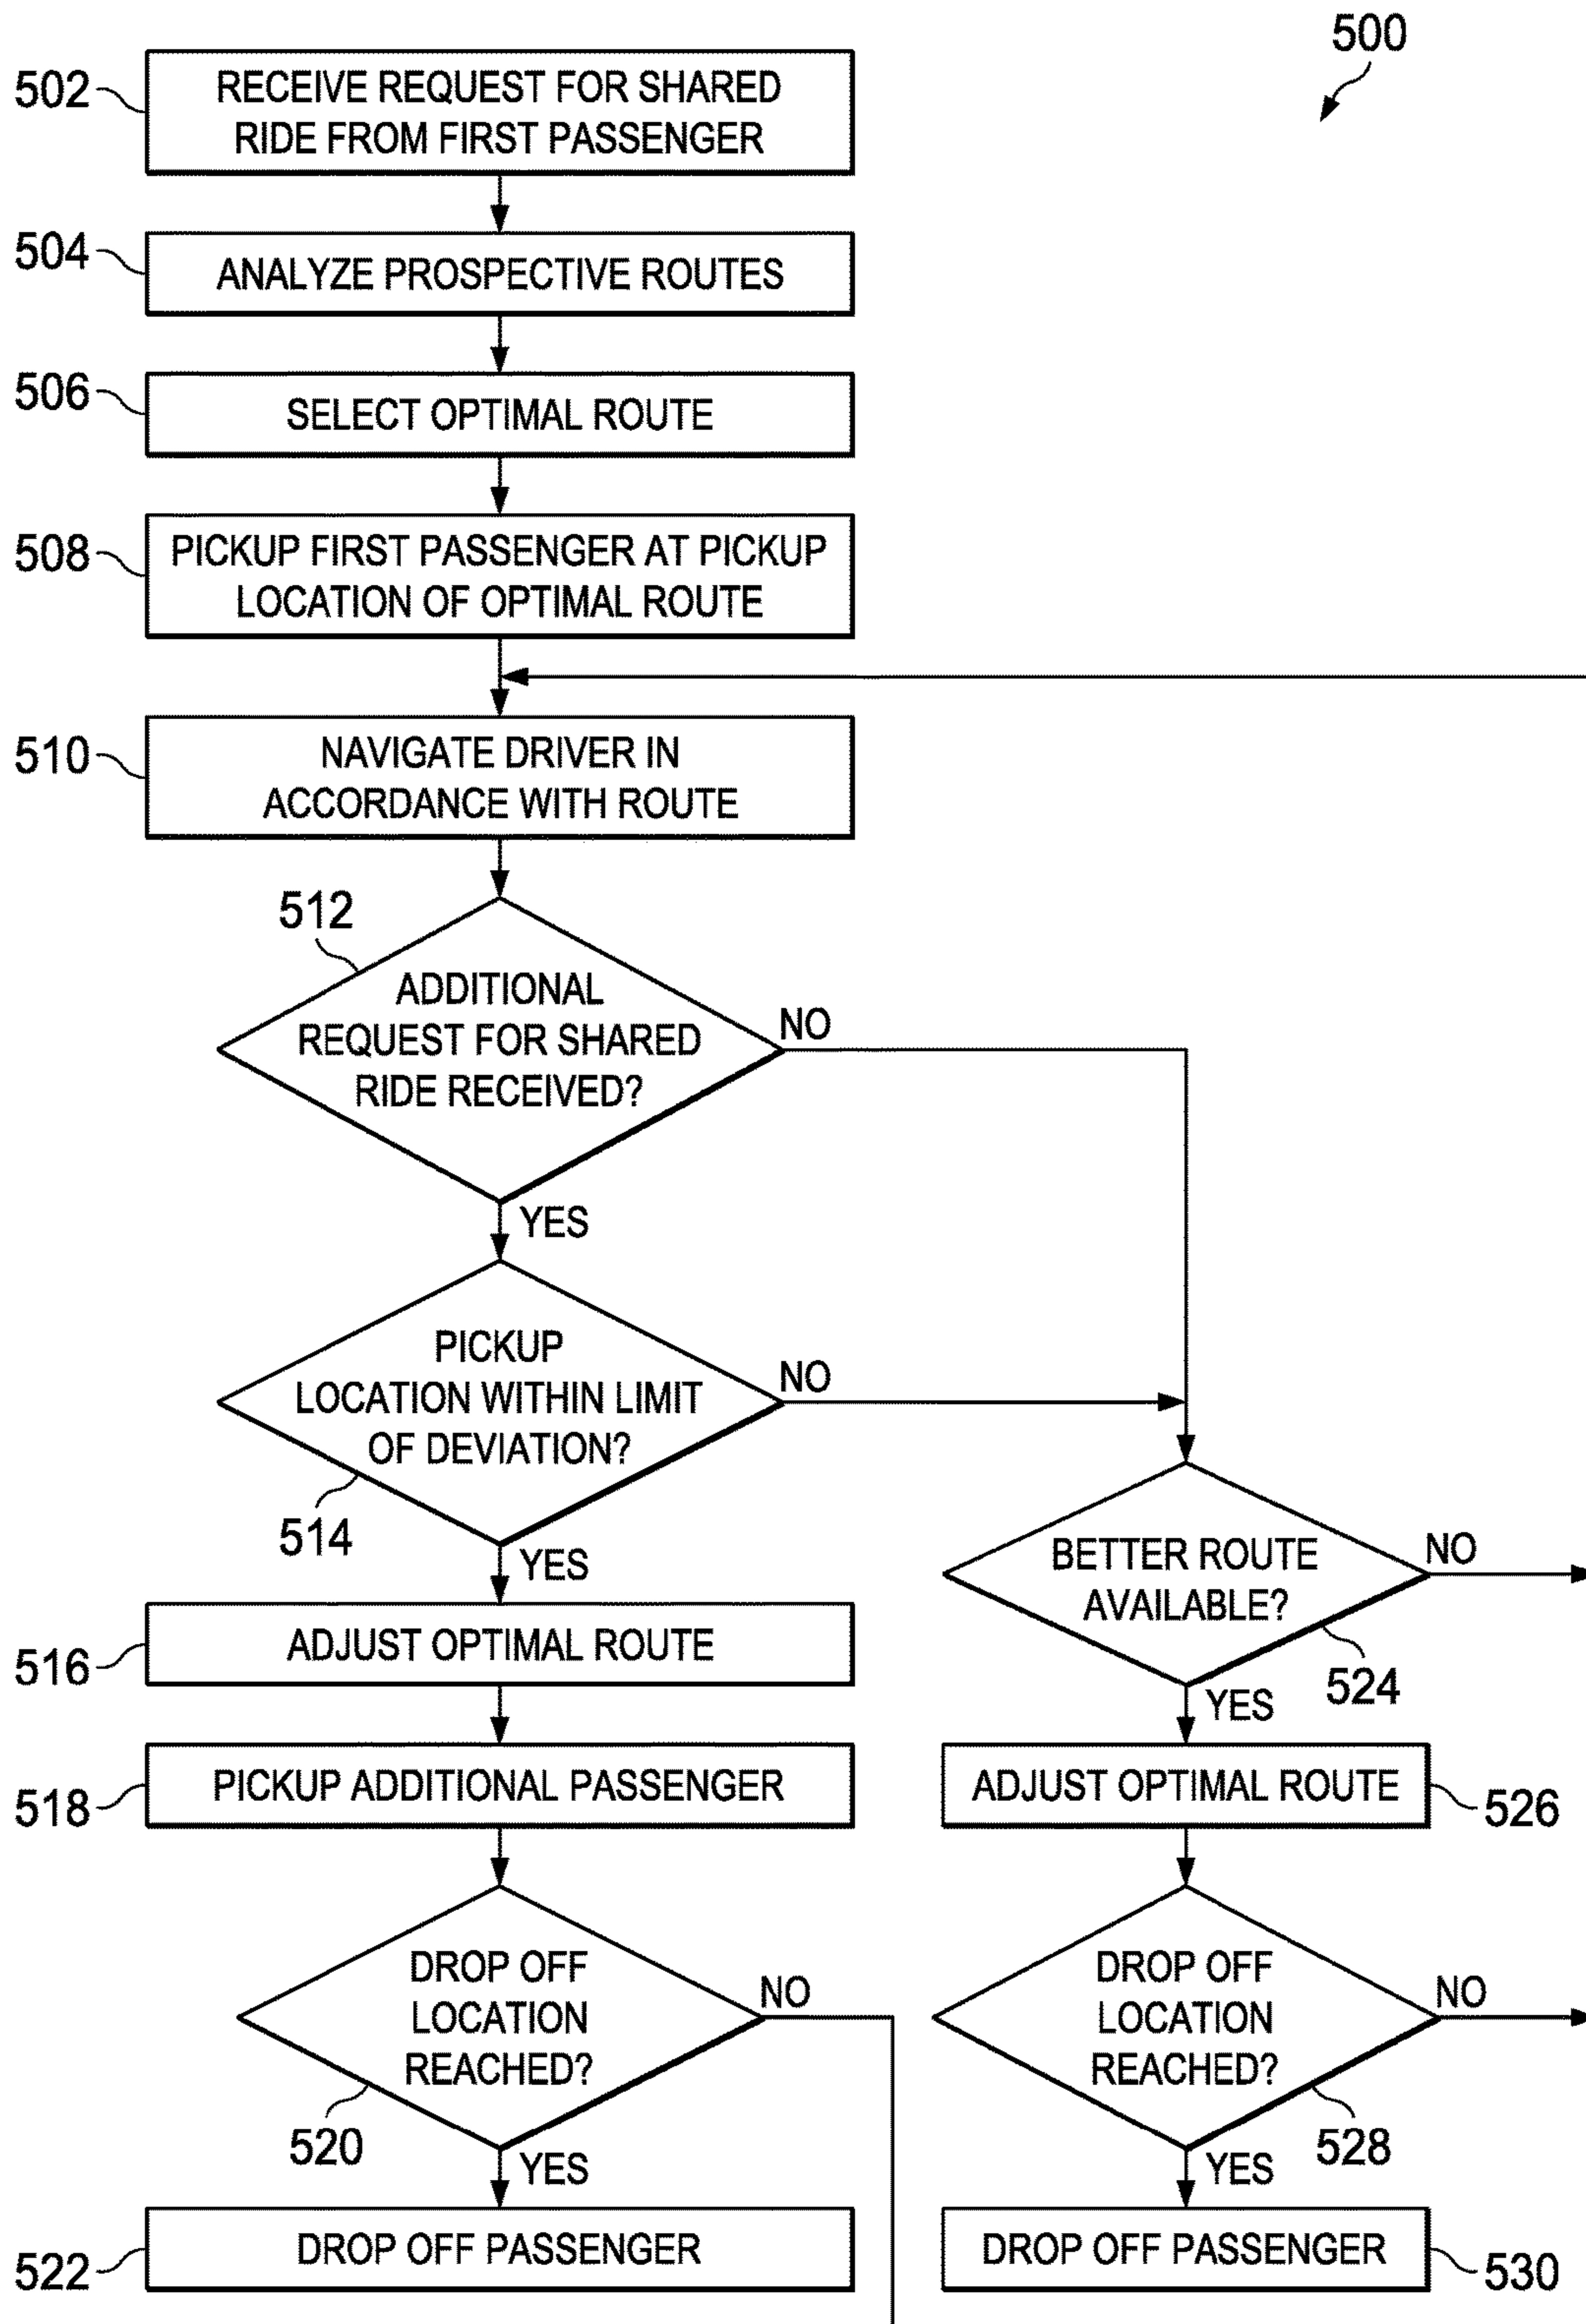 500
502
RECEIVE REQUEST FOR SHARED
RIDE FROM FIRST PASSENGER
504
ANALYZE PROSPECTIVE ROUTES
506
SELECT OPTIMAL ROUTE
508
PICKUP FIRST PASSENGER AT PICKUP
LOCATION OF OPTIMAL ROUTE
510
NAVIGATE DRIVER IN
ACCORDANCE WITH ROUTE
512
ADDITIONAL
REQUEST FOR SHARED
RIDE RECEIVED?
NO
YES
PICKUP
LOCATION WITHIN LIMIT
OF DEVIATION?
NO
514
YES
BETTER ROUTE
AVAILABLE?
NO
524
YES
516
ADJUST OPTIMAL ROUTE
518
PICKUP ADDITIONAL PASSENGER
ADJUST OPTIMAL ROUTE
526
DROP OFF
LOCATION
REACHED?
NO
520
YES
DROP OFF
LOCATION
REACHED?
NO
528
YES
522
DROP OFF PASSENGER
DROP OFF PASSENGER
530